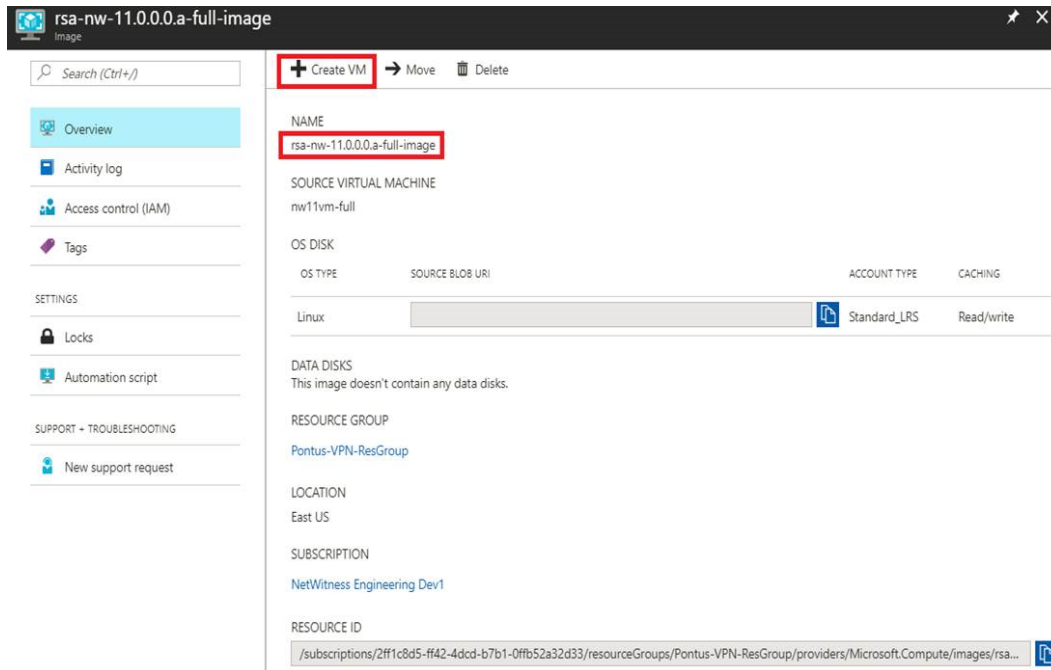 rsa-nw-11.0.0.0.a-full-image
Image
Search (Ctrl+/)
Overview
Activity log
Access control (IAM)
Tags
SETTINGS
Locks
Automation script
SUPPORT + TROUBLESHOOTING
New support request
Create VM Move Delete
NAME
rsa-nw-11.0.0.0.a-full-image
SOURCE VIRTUAL MACHINE
nw11vm-full
OS DISK
OS TYPE SOURCE BLOB URI ACCOUNT TYPE CACHING
Linux Standard_LRS Read/write
DATA DISKS
This image doesn't contain any data disks.
RESOURCE GROUP
Pontus-VPN-ResGroup
LOCATION
East US
SUBSCRIPTION
NetWitness Engineering Dev1
RESOURCE ID
/subscriptions/2ff1c8d5-ff42-4dcd-b7b1-0ffb52a32d33/resourceGroups/Pontus-VPN-ResGroup/providers/Microsoft.Compute/images/rsa...